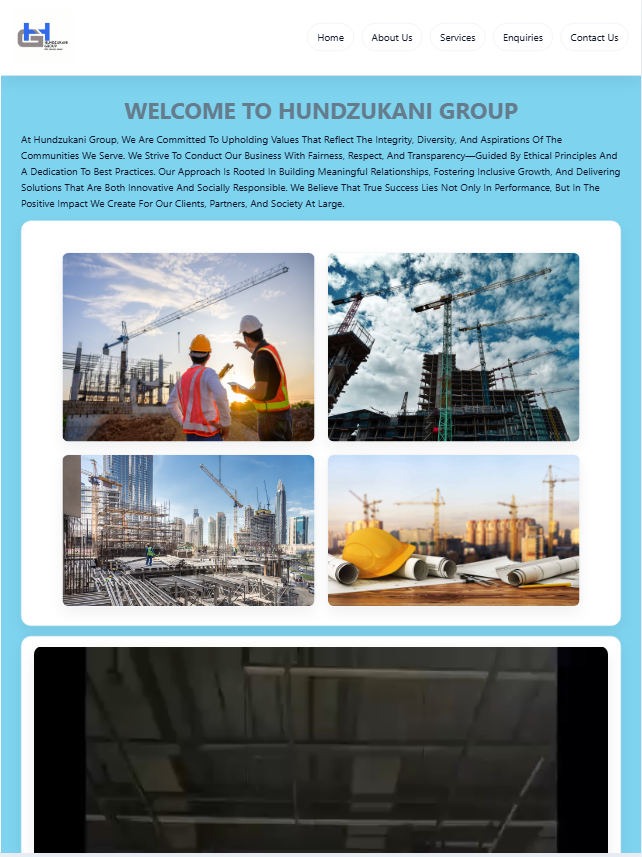 HUNDZUKANI
GROUP
Home
About Us
Services
Enquiries
Contact Us
WELCOME TO HUNDZUKANI GROUP
At Hundzukani Group, We Are Committed To Upholding Values That Reflect The Integrity, Diversity, And Aspirations Of The
Communities We Serve. We Strive To Conduct Our Business With Fairness, Respect, And Transparency—Guided By Ethical Principles And
A Dedication To Best Practices. Our Approach Is Rooted In Building Meaningful Relationships, Fostering Inclusive Growth, And Delivering
Solutions That Are Both Innovative And Socially Responsible. We Believe That True Success Lies Not Only In Performance, But In The
Positive Impact We Create For Our Clients, Partners, And Society At Large.